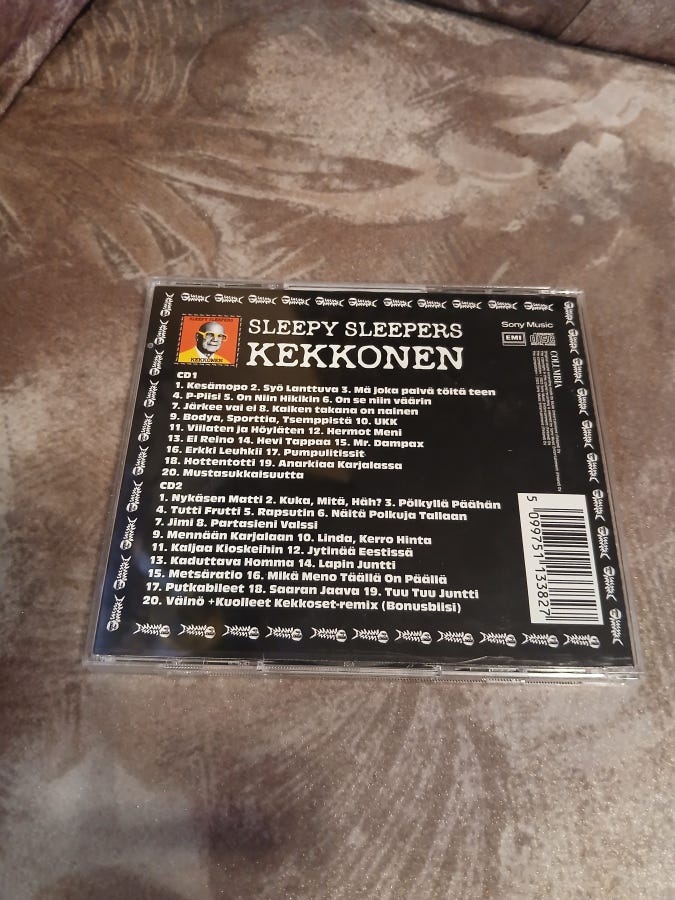 SLEEPY SLEEPERS
KEKKONEN
SLEEPY SLEEPERS
KEKKONEN
Sony Music
EMI
COLUMBIA
CD1
1. Kesämopo 2. Syö Lanttuva 3. Mä joka päivä töitä teen
4. P-Piisi 5. On Niin Hikikin 6. On se niin väärin
7. Järkee vai ei 8. Kaiken takana on nainen
9. Bodya, Sporttia, Tsemppistä 10. UKK
11. Viilaten Ja Höyläten 12. Hermot Meni
13. Ei Reino 14. Hevi Tappaa 15. Mr. Dampax
16. Erkki Leuhkii 17. Pumpulitissit
18. Hottentotti 19. Anarkiaa Karjalassa
20. Mustasukkaisuutta
CD2
1. Nykäsen Matti 2. Kuka, Mitä, Häh? 3. Pölkyllä Päähän
4. Tutti Frutti 5. Rapsutin 6. Näitä Polkuja Tallaan
7. Jimi 8. Partasieni Valssi
9. Mennään Karjalaan 10. Linda, Kerro Hinta
11. Kaljaa Kioskeihin 12. Jytinää Eestissä
13. Kaduttava Homma 14. Lapin Juntti
15. Metsäratio 16. Mikä Meno Täällä On Päällä
17. Putkabileet 18. Saaran Jaava 19. Tuu Tuu Juntti
20. Väinö +Kuolleet Kekkoset-remix (Bonusbiisi)
5 099751 133827